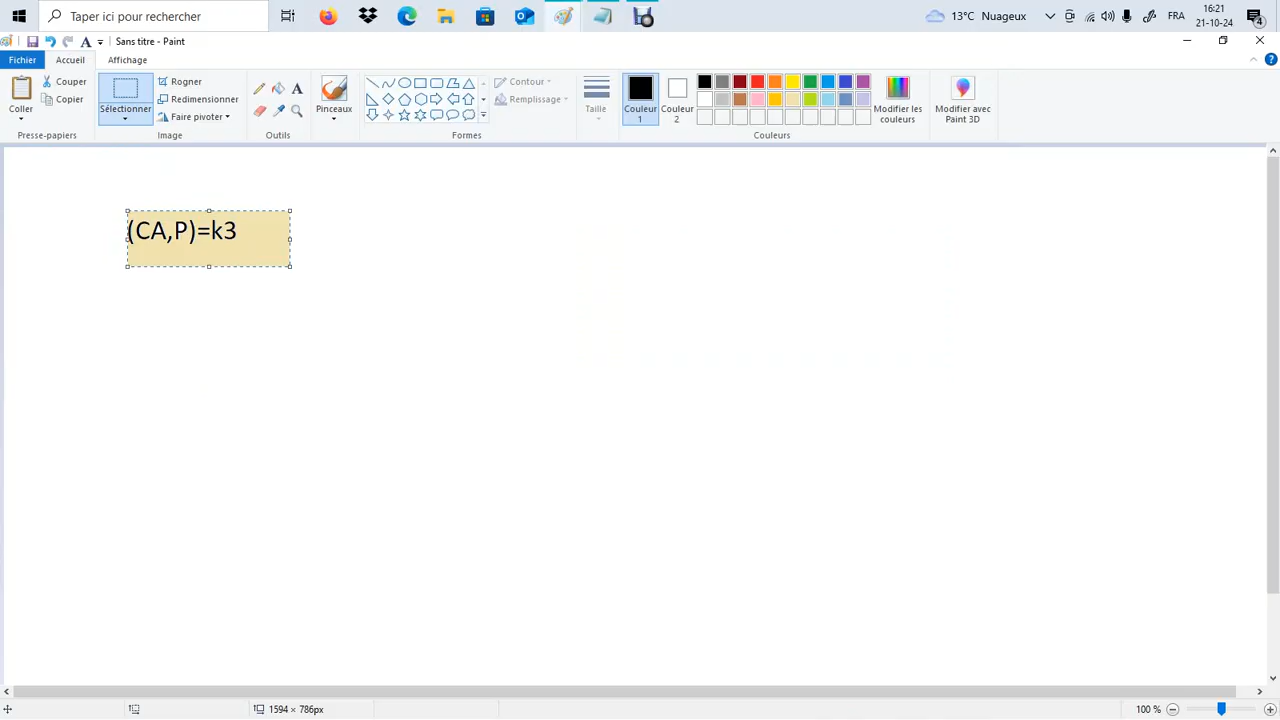 Taper ici pour rechercher
13°C Nuageux
FRA
16:21
21-10-24
4
Sans titre - Paint
Fichier
Accueil
Affichage
Coller
Couper
Copier
Presse-papiers
Sélectionner
Rogner
Redimensionner
Faire pivoter
Image
A
Outils
Pinceaux
Contour
Remplissage
Formes
Taille
Couleur 1
Couleur 2
Couleurs
Modifier les couleurs
Modifier avec Paint 3D
(CA,P)=k3
1594 × 786px
100 %